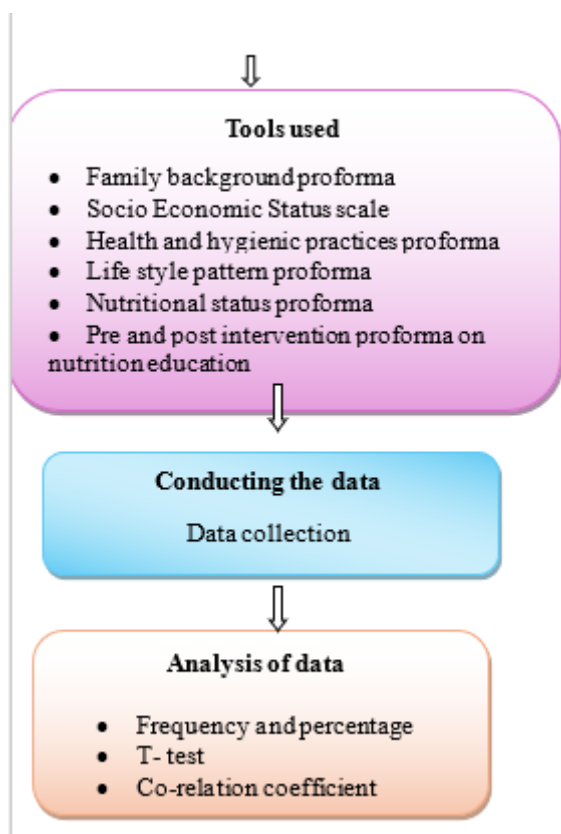 Tools used
• Family background proforma
• Socio Economic Status scale
• Health and hygienic practices proforma
• Life style pattern proforma
• Nutritional status proforma
• Pre and post intervention proforma on
nutrition education
Conducting the data
Data collection
Analysis of data
• Frequency and percentage
• T- test
• Co-relation coefficient